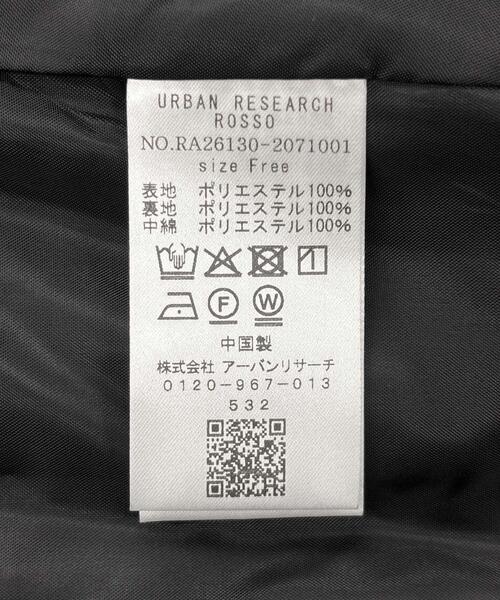 URBAN RESEARCH
ROSSO
NO.RA26130-2071001
size Free
表地 ポリエステル100%
裏地 ポリエステル100%
中綿 ポリエステル100%
F W
中国製
株式会社 アーバンリサーチ
0120-967-013
532